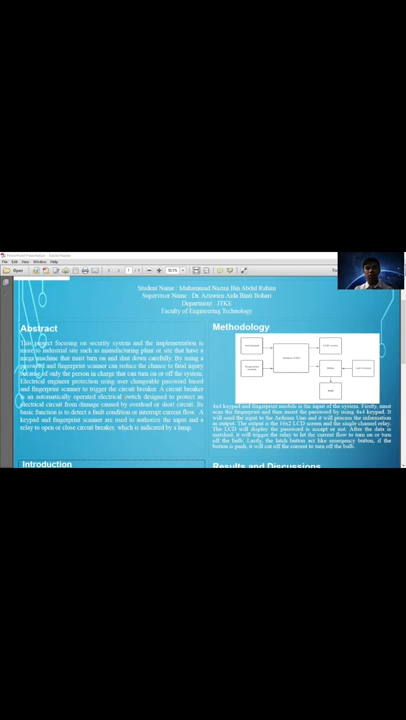 PowerPoint Presentation - Adobe Reader
File Edit View Window Help
Open
Student Name : Muhammad Nazmi Bin Abdul Rahim
Supervisor Name : Dr. Azizwien Aida Binti Bohari
Department : JTKE
Faculty of Engineering Technology
Abstract
This project focusing on security system and the implementation is
more to industrial site such as manufacturing plant or site that have a
mega machine that must turn on and shut down carefully. By using a
password and fingerprint scanner can reduce the chance to fatal injury
because of only the person in charge that can turn on or off the system.
Electrical engineers protection using user changeable password based
and fingerprint scanner to trigger the circuit breaker. A circuit breaker
is an automatically operated electrical switch designed to protect an
electrical circuit from damage caused by overload or short circuit. Its
basic function is to detect a fault condition or interrupt current flow. A
keypad and fingerprint scanner are used to authorize the input and a
relay to open or close circuit breaker, which is indicated by a lamp.
Introduction
Methodology
4x4 keypad and fingerprint module is the input of the system. Firstly, must
scan the fingerprint and then insert the password by using 4x4 keypad. It
will send the input to the Arduino Uno and it will process the information
as output. The output is the 16x2 LCD screen and the single channel relay.
The LCD will display the password is accept or not. After the data is
matched, it will trigger the relay to let the current flow to turn on or turn
off the bulb. Lastly, the latch button act like emergency button, if the
button is push, it will cut off the current to turn off the bulb.
Results and Discussions